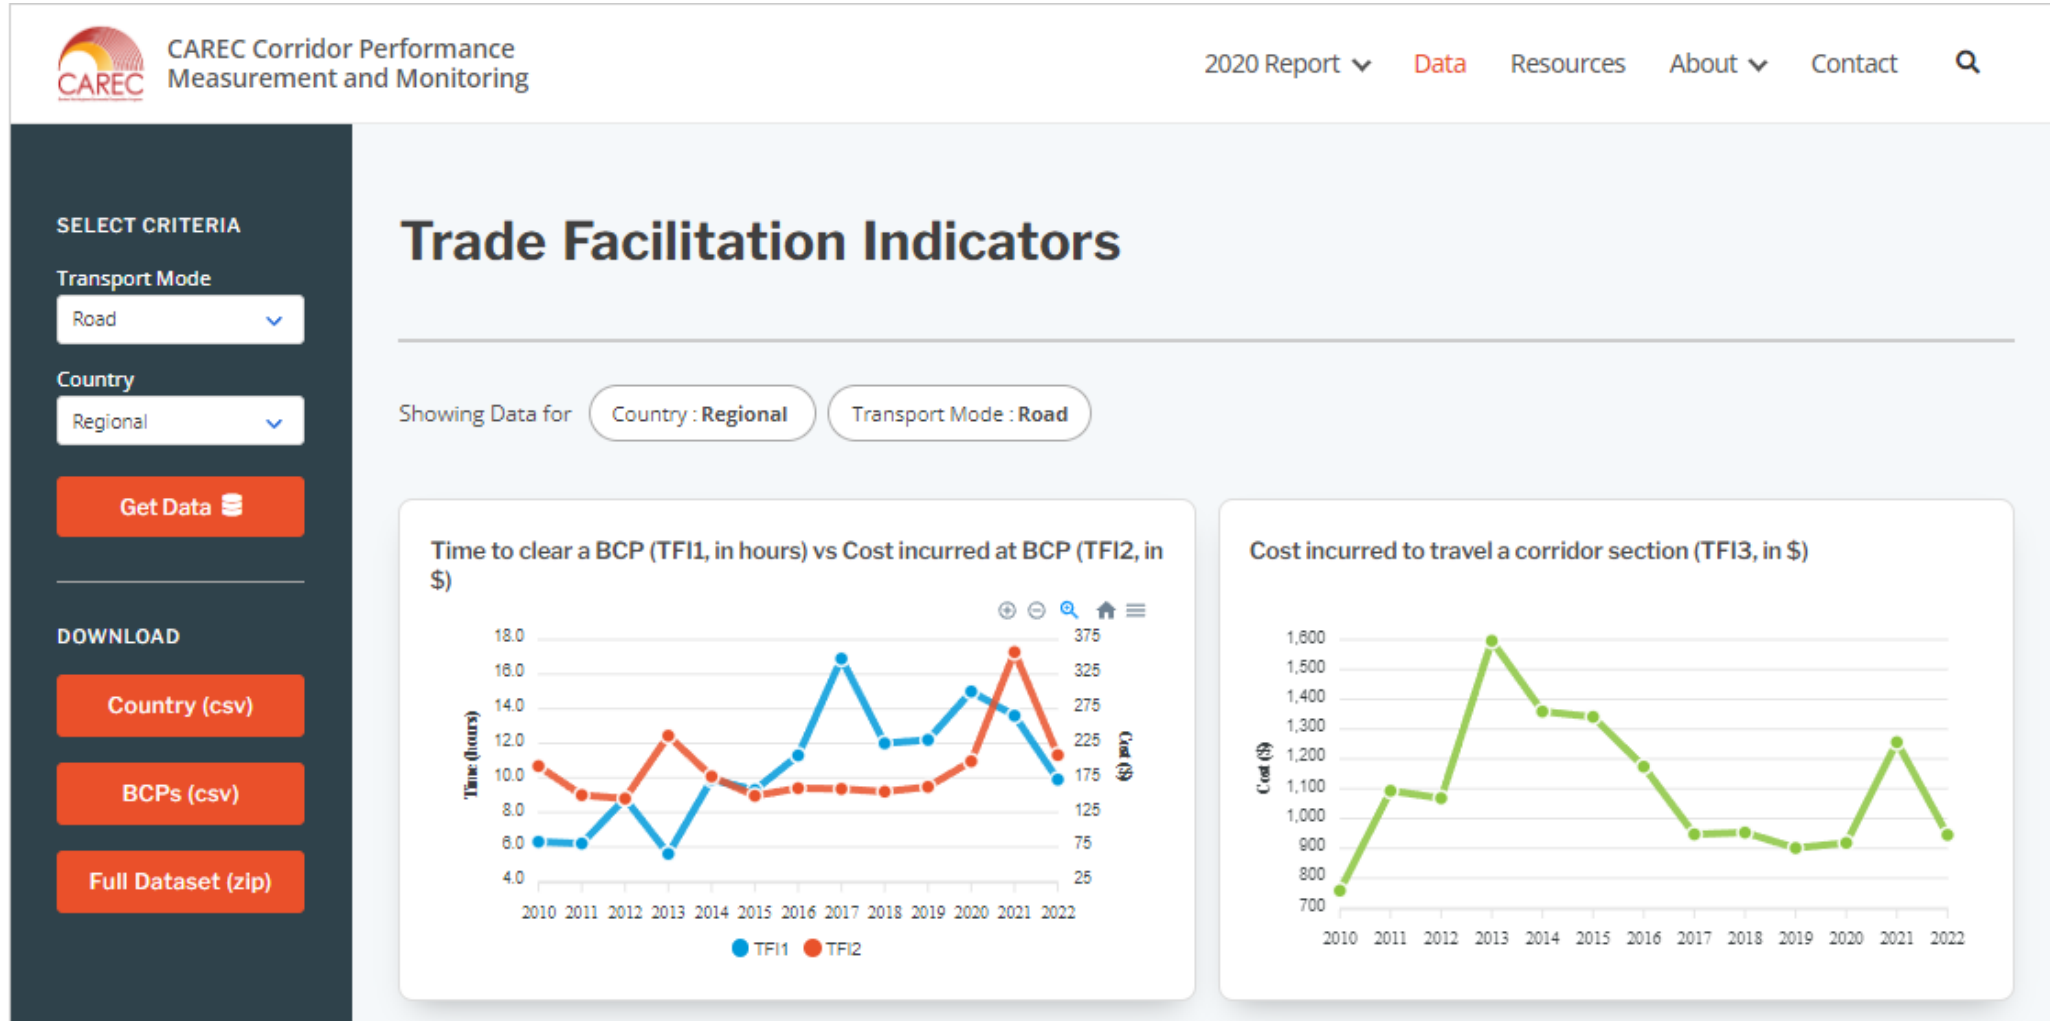 CAREC
CAREC Corridor Performance
Measurement and Monitoring
2020 Report
Data
Resources
About
Contact
SELECT CRITERIA
Transport Mode
Road
Country
Regional
Get Data
DOWNLOAD
Country (csv)
BCPs (csv)
Full Dataset (zip)
Trade Facilitation Indicators
Showing Data for
Country : Regional
Transport Mode : Road
Time to clear a BCP (TFI1, in hours) vs Cost incurred at BCP (TFI2, in
$)
18.0
16.0
14.0
12.0
10.0
8.0
6.0
4.0
Time (hours)
375
325
275
225
175
125
75
25
Cost ($)
2010 2011 2012 2013 2014 2015 2016 2017 2018 2019 2020 2021 2022
TFI1 TFI2
Cost incurred to travel a corridor section (TFI3, in $)
1,600
1,500
1,400
1,300
1,200
1,100
1,000
900
800
700
Cost ($)
2010 2011 2012 2013 2014 2015 2016 2017 2018 2019 2020 2021 2022